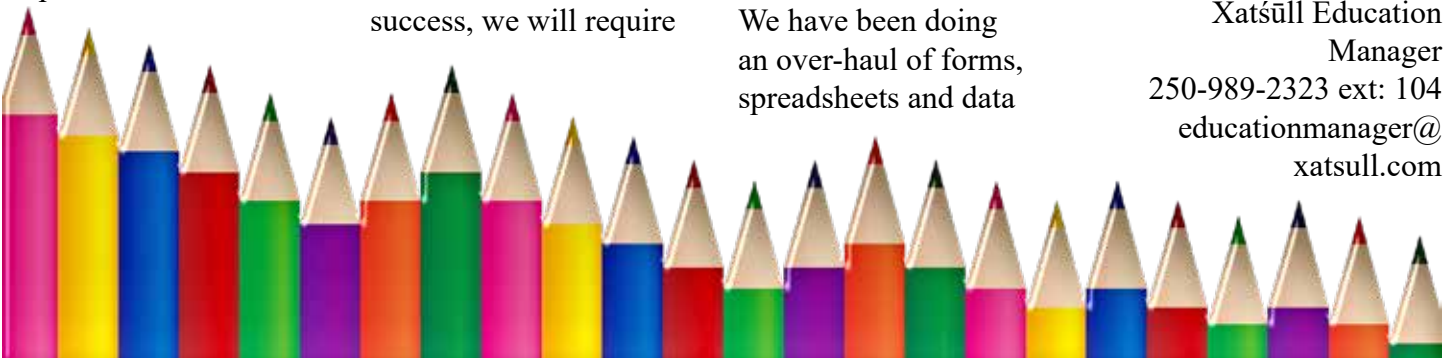 success, we will require
We have been doing
an over-haul of forms,
spreadsheets and data
Xatśūll Education
Manager
250-989-2323 ext: 104
educationmanager@
xatsull.com